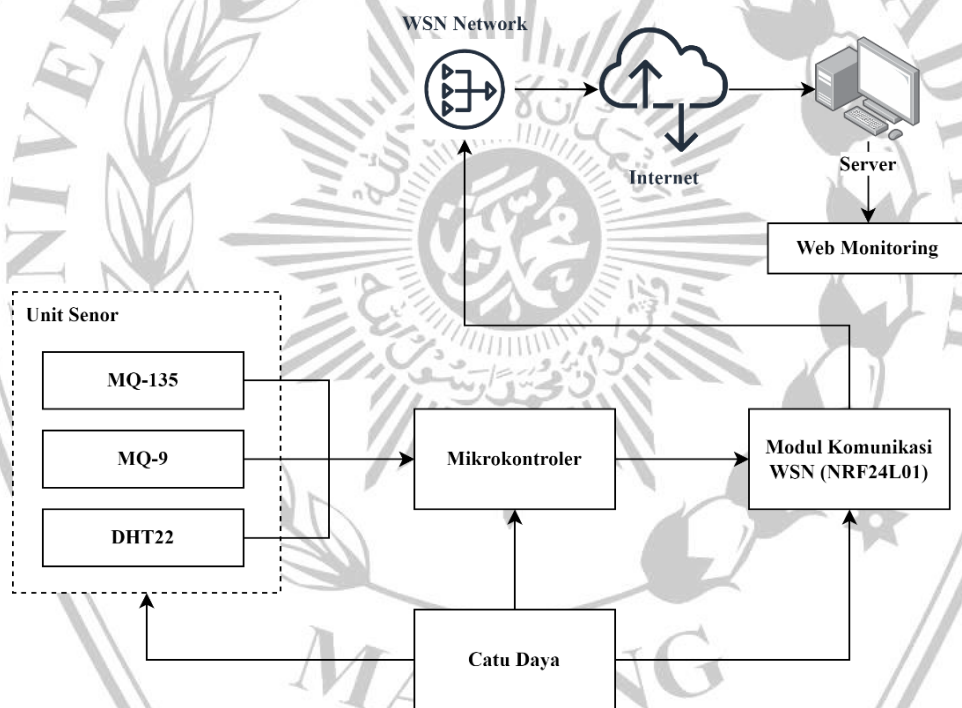 WSN Network
Internet
Server
Web Monitoring
Unit Senor
MQ-135
MQ-9
DHT22
Mikrokontroler
Modul Komunikasi
WSN (NRF24L01)
Catu Daya